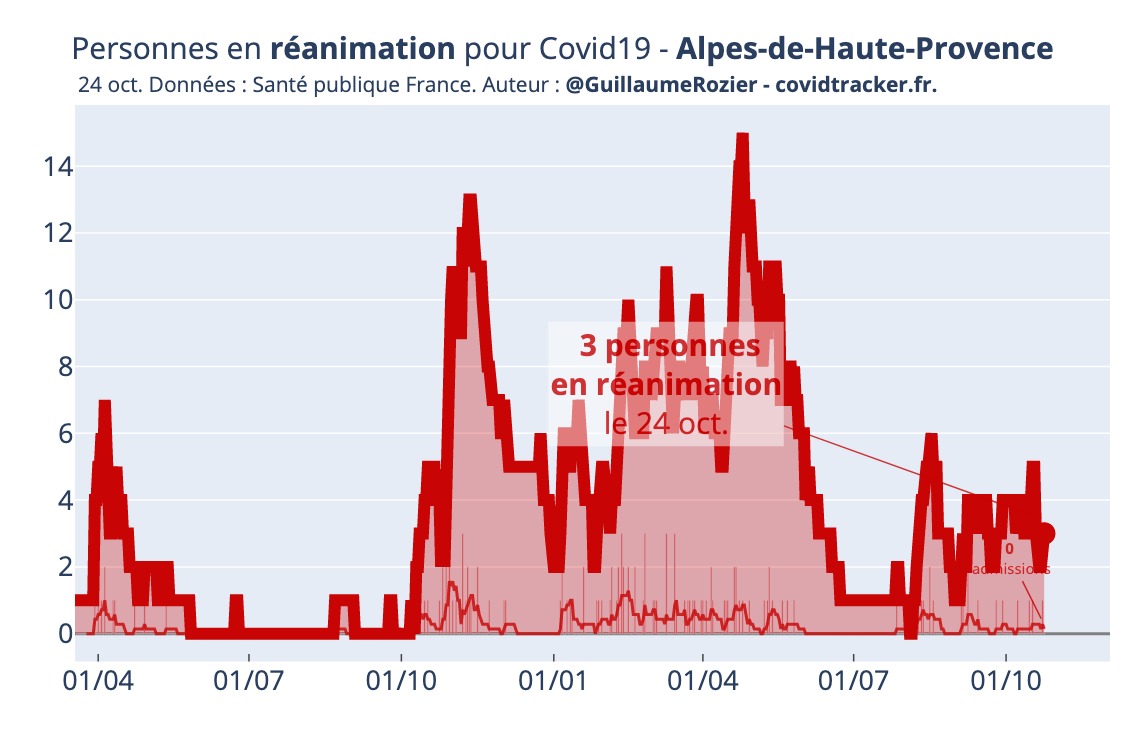 Personnes en réanimation pour Covid19 - Alpes-de-Haute-Provence
24 oct. Données : Santé publique France. Auteur : @GuillaumeRozier - covidtracker.fr.
14
12
10
8
6
4
2
0
3 personnes
en réanimation
le 24 oct.
0
admissions
01/04
01/07
01/10
01/01
01/04
01/07
01/10